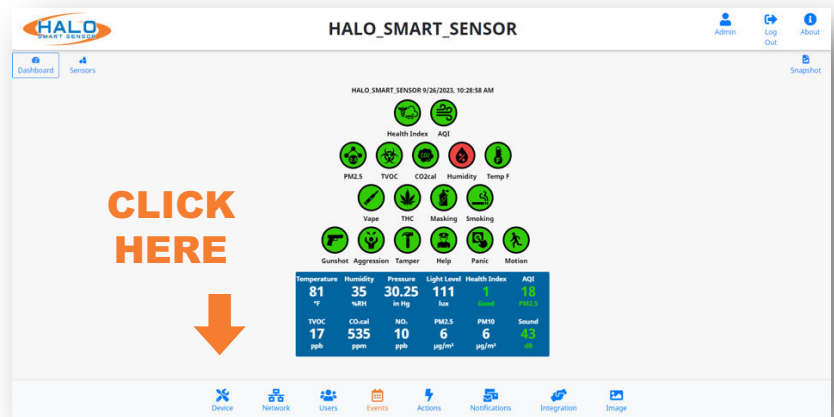 HALO
SMART SENSOR
HALO_SMART_SENSOR
Admin
Log
Out
About
Dashboard
Sensors
Snapshot
HALO_SMART_SENSOR 9/26/2023, 10:28:58 AM
Health Index AQI
PM2.5 TVOC CO2cal Humidity Temp F
Vape THC Masking Smoking
Gunshot Aggression Tamper Help Panic Motion
CLICK
HERE
Temperature Humidity Pressure Light Level Health Index AQI
81 35 30.25 111 1 18
°F %RH in Hg lux Good PM2.5
TVOC CO₂cal NO₂ PM2.5 PM10 Sound
17 535 10 6 6 43
ppb ppm ppb µg/m³ µg/m³ dB
Device Network Users Events Actions Notifications Integration Image